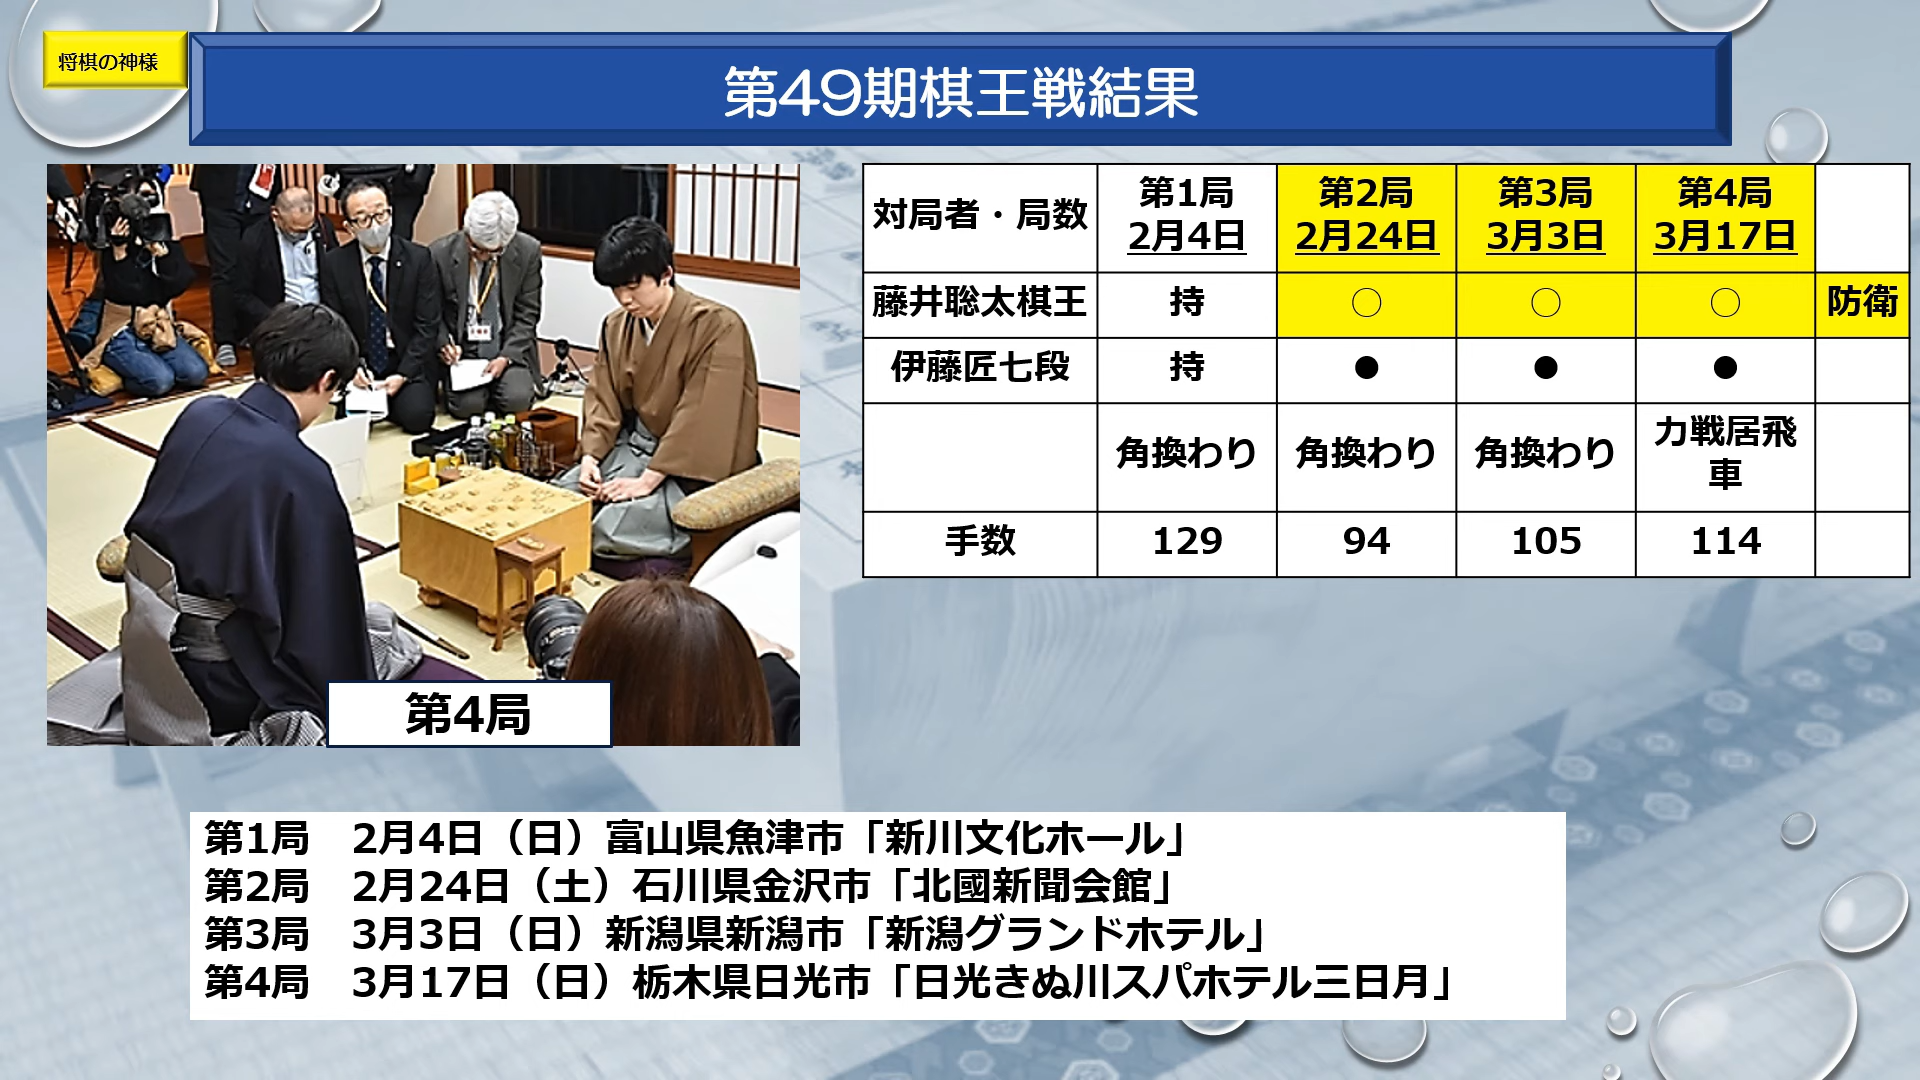 将棋の神様
第49期棋王戦結果
対局者・局数 第1局 2月4日 第2局 2月24日 第3局 3月3日 第4局 3月17日
藤井聡太棋王 持 ○ ○ ○ 防衛
伊藤匠七段 持 ● ● ●
角換わり 角換わり 角換わり 力戦居飛車
手数 129 94 105 114
第4局
第1局　2月4日（日）富山県魚津市「新川文化ホール」
第2局　2月24日（土）石川県金沢市「北國新聞会館」
第3局　3月3日（日）新潟県新潟市「新潟グランドホテル」
第4局　3月17日（日）栃木県日光市「日光きぬ川スパホテル三日月」